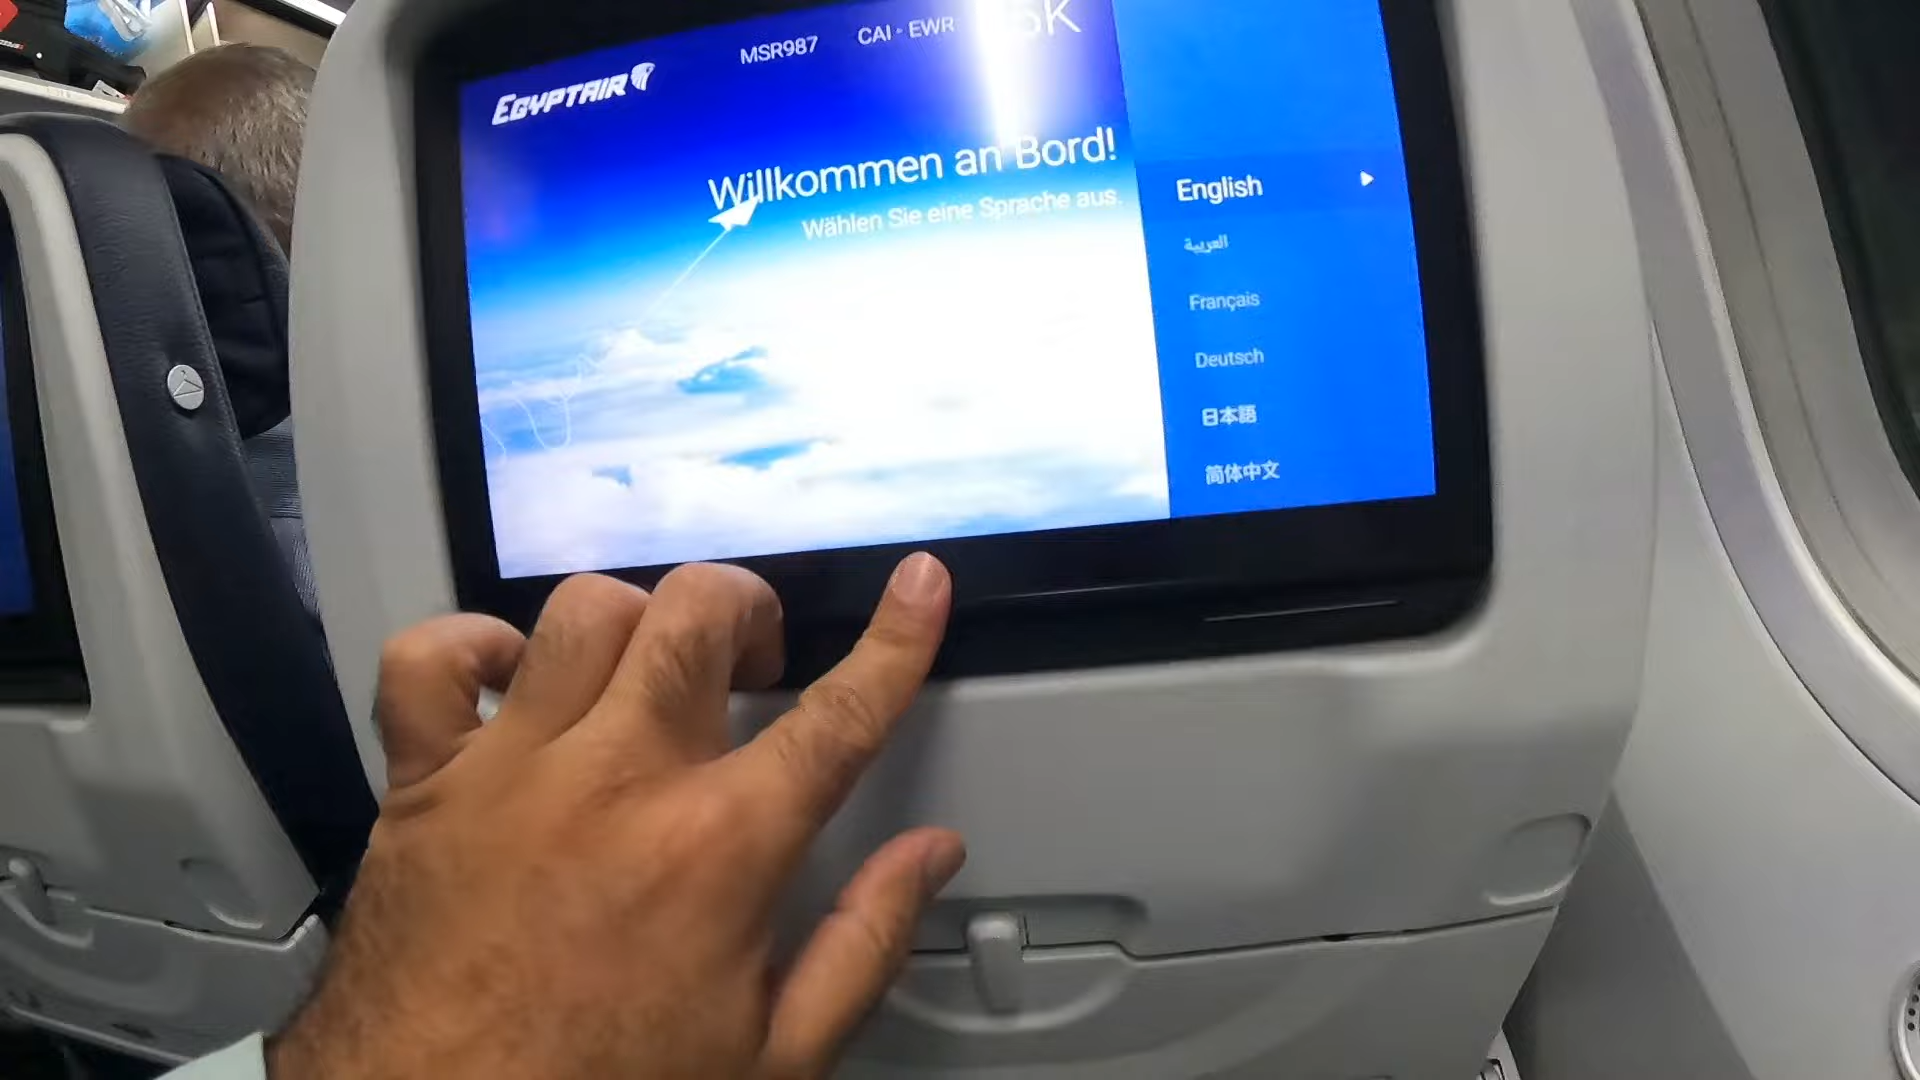 MSR987 CAI - EWR
EGYPTAIR
Willkommen an Bord!
Wählen Sie eine Sprache aus.
English
العربية
Français
Deutsch
日本語
简体中文